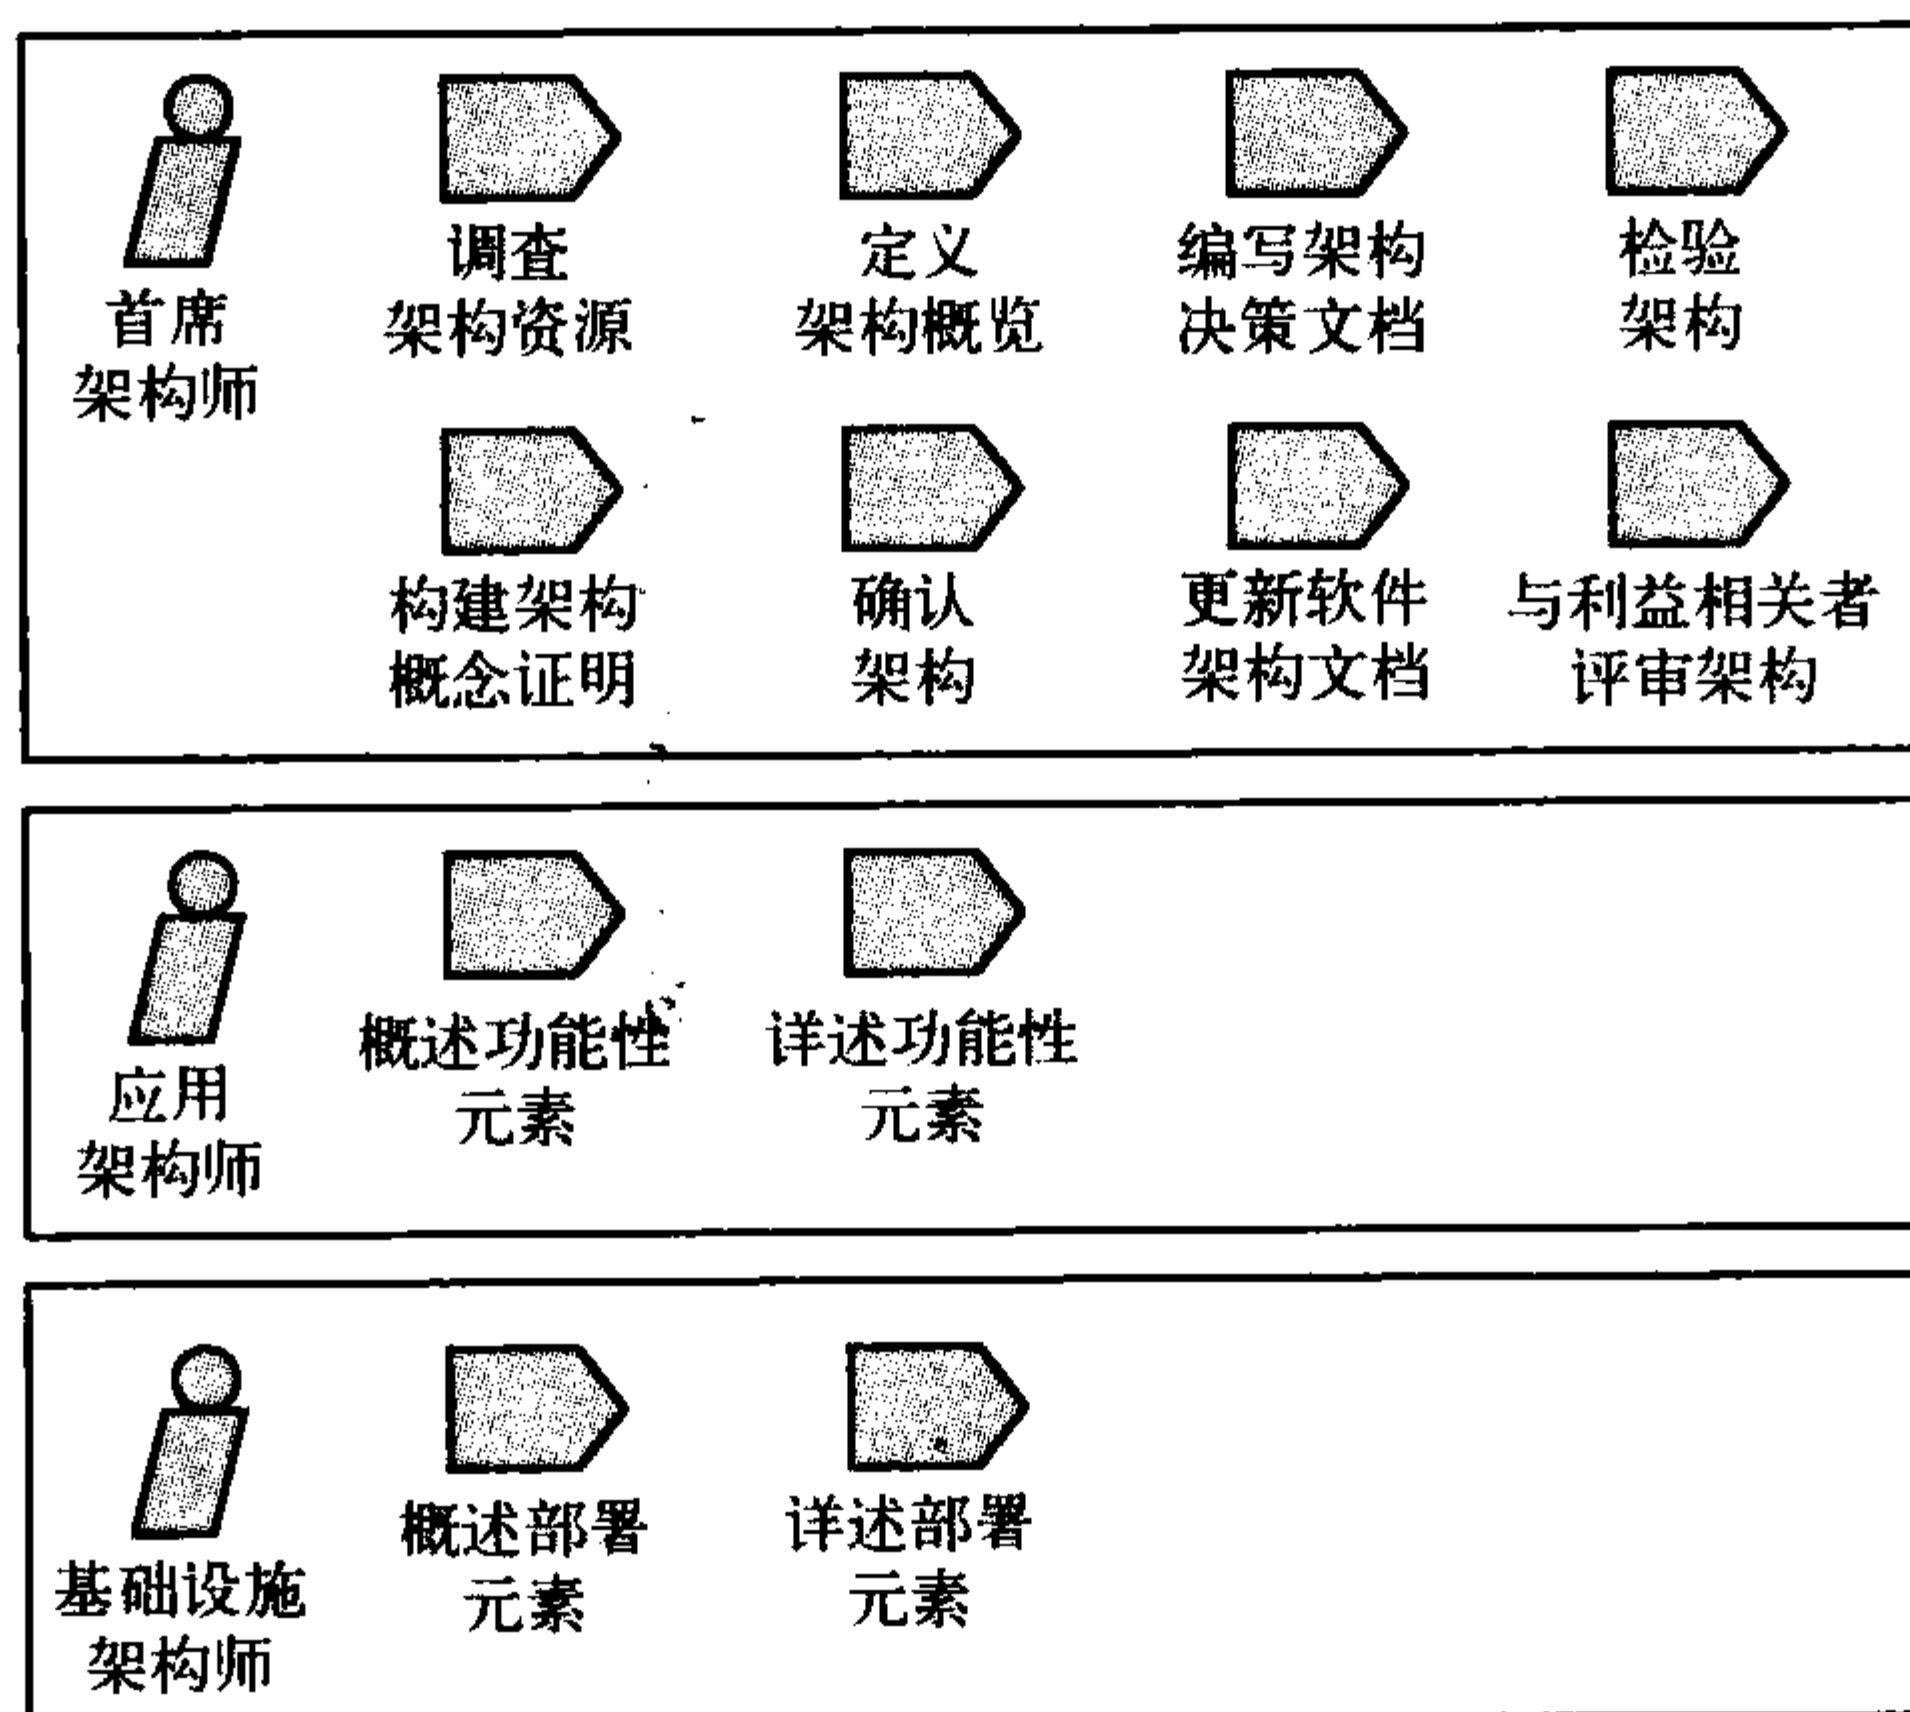 首席
架构师
调查
架构资源
定义
架构概览
编写架构
决策文档
检验
架构
构建架构
概念证明
确认
架构
更新软件
架构文档
与利益相关者
评审架构
应用
架构师
概述功能性
元素
详述功能性
元素
基础设施
架构师
概述部署
元素
详述部署
元素